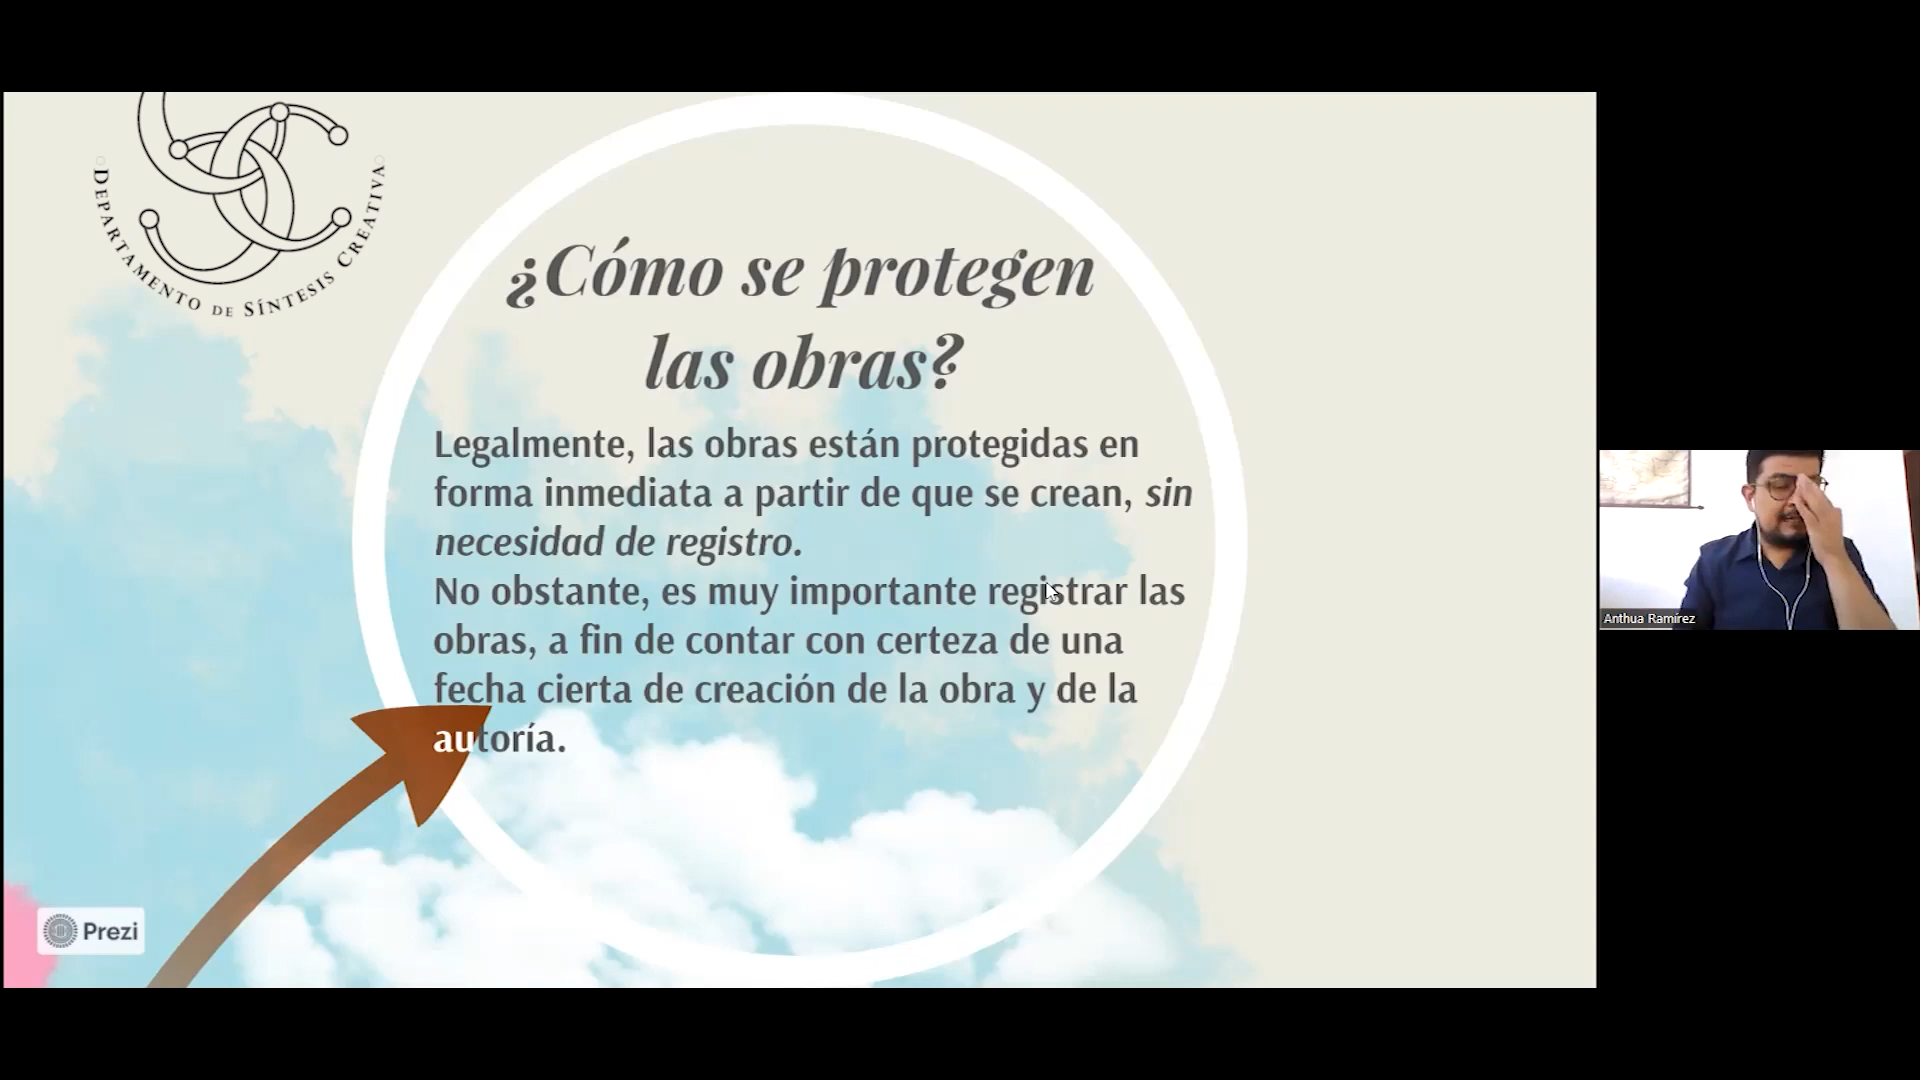 DEPARTAMENTO DE SÍNTESIS CREATIVA
¿Cómo se protegen
las obras?
Legalmente, las obras están protegidas en
forma inmediata a partir de que se crean, sin
necesidad de registro.
No obstante, es muy importante registrar las
obras, a fin de contar con certeza de una
fecha cierta de creación de la obra y de la
autoría.
Prezi
Anthua Ramírez